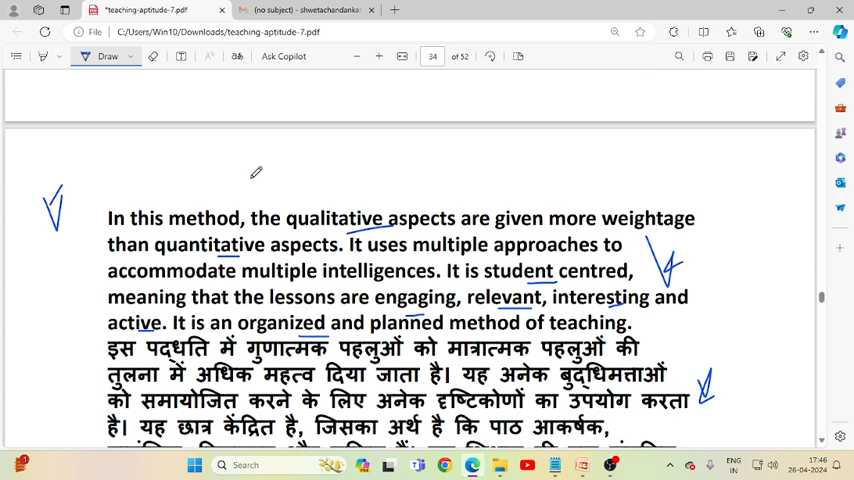 *teaching-aptitude-7.pdf
(no subject) - shwetachandankar
File
C:/Users/Win10/Downloads/teaching-aptitude-7.pdf
Draw
Ask Copilot
34
of 52
In this method, the qualitative aspects are given more weightage
than quantitative aspects. It uses multiple approaches to
accommodate multiple intelligences. It is student centred,
meaning that the lessons are engaging, relevant, interesting and
active. It is an organized and planned method of teaching.
इस पद्धति में गुणात्मक पहलुओं को मात्रात्मक पहलुओं की
तुलना में अधिक महत्व दिया जाता है। यह अनेक बुद्धिमत्ताओं
को समायोजित करने के लिए अनेक दृष्टिकोणों का उपयोग करता
है। यह छात्र केंद्रित है, जिसका अर्थ है कि पाठ आकर्षक,
Search
ENG
IN
17:46
26-04-2024